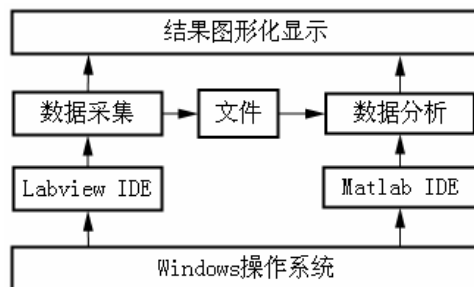 结果图形化显示
数据采集
文件
数据分析
Labview IDE
Matlab IDE
Windows操作系统